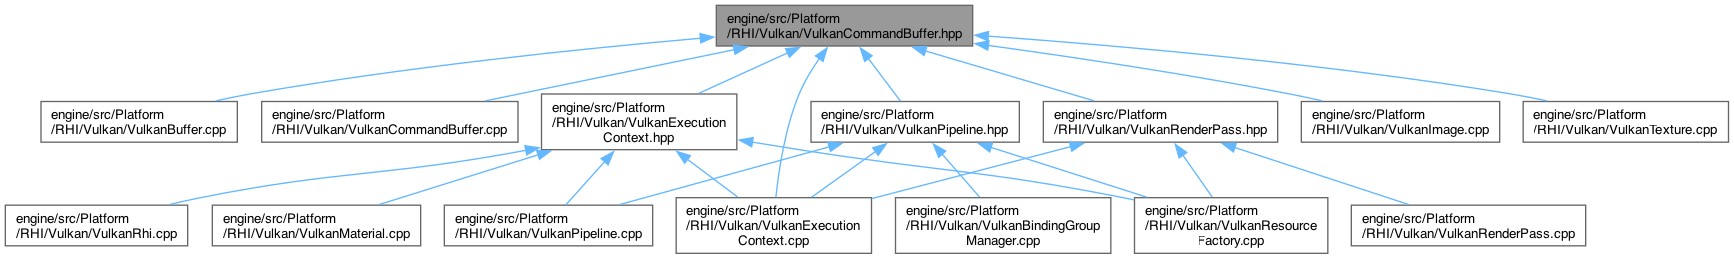 engine/src/Platform
/RHI/Vulkan/VulkanCommandBuffer.hpp
engine/src/Platform
/RHI/Vulkan/VulkanBuffer.cpp
engine/src/Platform
/RHI/Vulkan/VulkanCommandBuffer.cpp
engine/src/Platform
/RHI/Vulkan/VulkanExecution
Context.hpp
engine/src/Platform
/RHI/Vulkan/VulkanPipeline.hpp
engine/src/Platform
/RHI/Vulkan/VulkanRenderPass.hpp
engine/src/Platform
/RHI/Vulkan/VulkanImage.cpp
engine/src/Platform
/RHI/Vulkan/VulkanTexture.cpp
engine/src/Platform
/RHI/Vulkan/VulkanRhi.cpp
engine/src/Platform
/RHI/Vulkan/VulkanMaterial.cpp
engine/src/Platform
/RHI/Vulkan/VulkanPipeline.cpp
engine/src/Platform
/RHI/Vulkan/VulkanExecution
Context.cpp
engine/src/Platform
/RHI/Vulkan/VulkanBindingGroup
Manager.cpp
engine/src/Platform
/RHI/Vulkan/VulkanResource
Factory.cpp
engine/src/Platform
/RHI/Vulkan/VulkanRenderPass.cpp